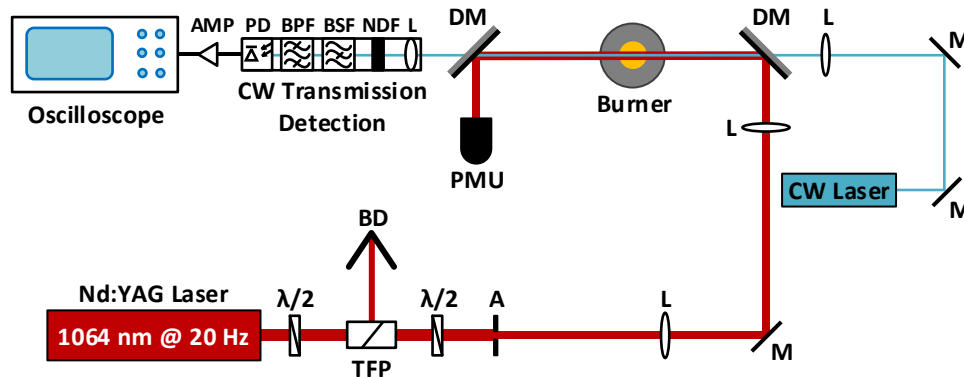 AMP PD BPF BSF NDF L
DM
DM
L
M
Oscilloscope
CW Transmission
Detection
Burner
L
PMU
CW Laser
M
BD
Nd:YAG Laser
λ/2
λ/2
A
L
1064 nm @ 20 Hz
TFP
M